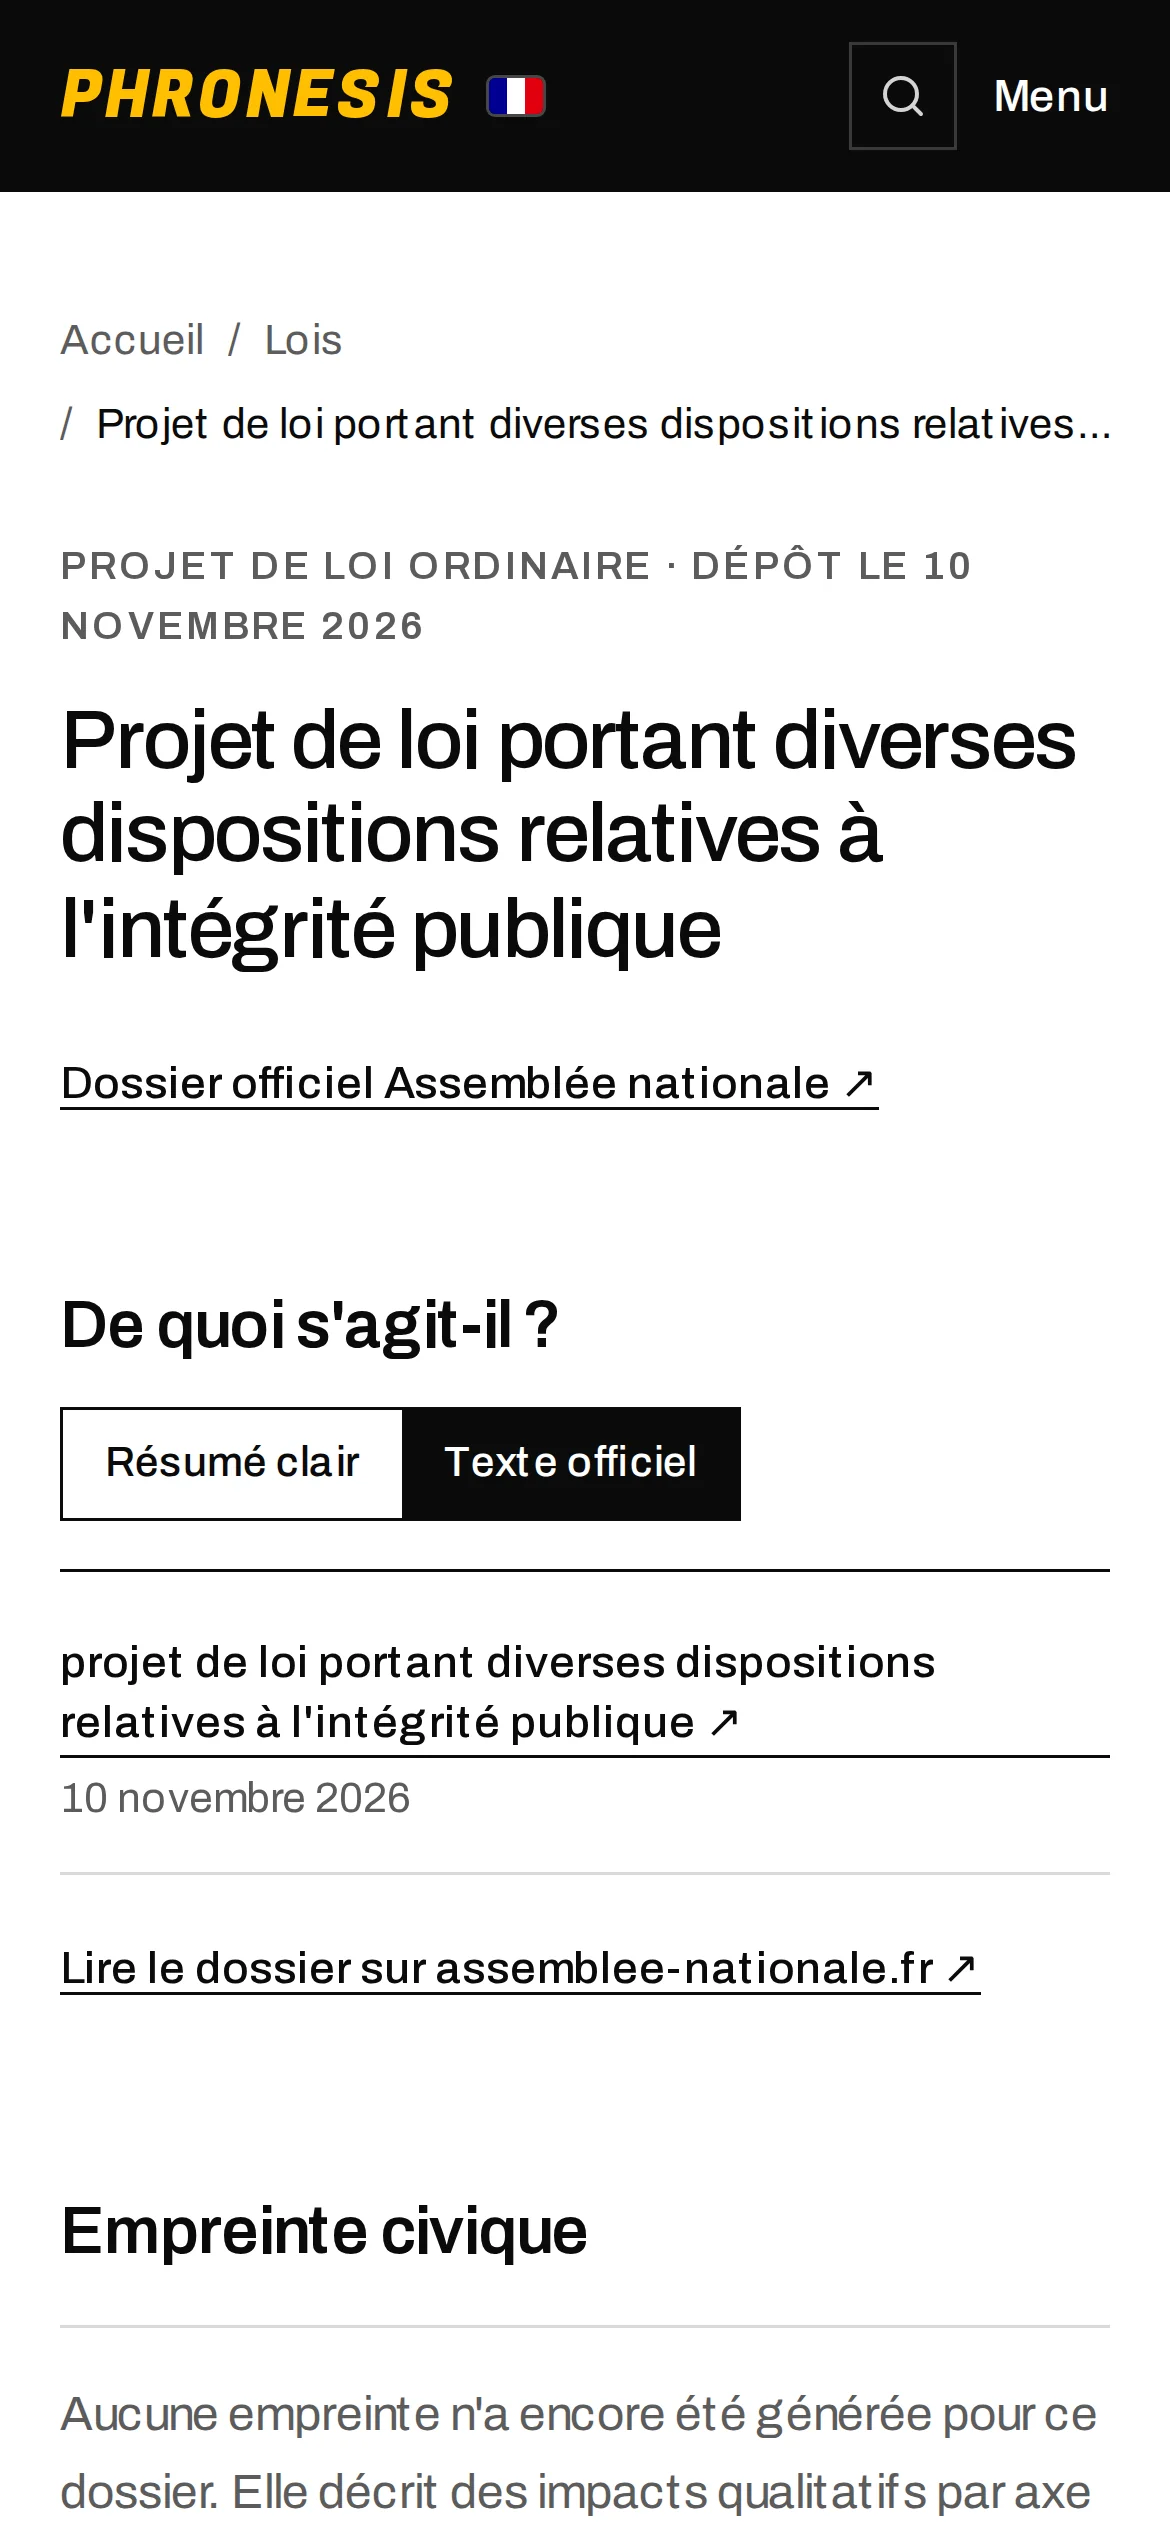 PHRONESIS
Menu
Accueil / Lois
/ Projet de loi portant diverses dispositions relatives...
PROJET DE LOI ORDINAIRE · DÉPÔT LE 10
NOVEMBRE 2026
Projet de loi portant diverses
dispositions relatives à
l'intégrité publique
Dossier officiel Assemblée nationale ↗
De quoi s'agit-il ?
Résumé clair
Texte officiel
projet de loi portant diverses dispositions
relatives à l'intégrité publique ↗
10 novembre 2026
Lire le dossier sur assemblee-nationale.fr ↗
Empreinte civique
Aucune empreinte n'a encore été générée pour ce
dossier. Elle décrit des impacts qualitatifs par axe